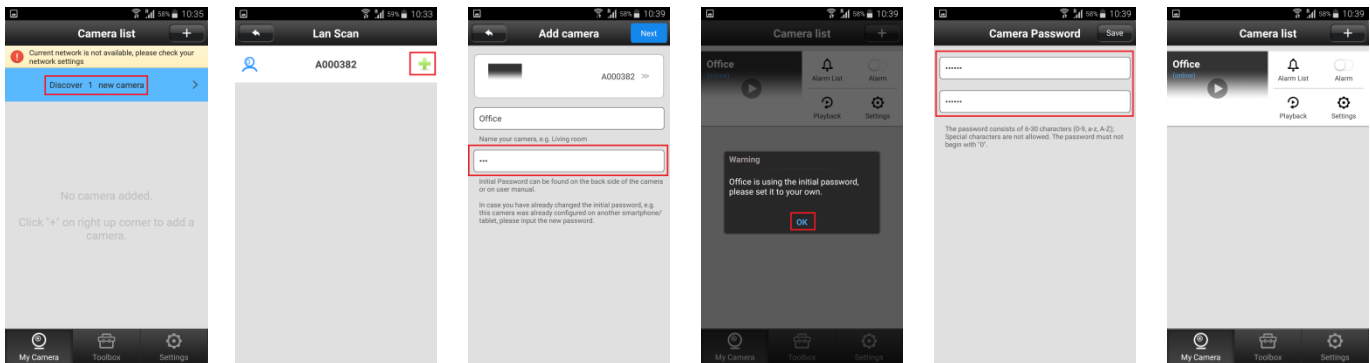 58% 10:35
Camera list +
Current network is not available, please check your
network settings
Discover 1 new camera
No camera added.
Click "+" on right up corner to add a
camera.
My Camera Toolbox Settings
59% 10:33
Lan Scan
A000382
58% 10:39
Add camera Next
A000382
Office
Name your camera, e.g. Living room
•••
Initial Password can be found on the back side of the camera
or on user manual.
In case you have already changed the initial password, e.g.
this camera was already configured on another smartphone/
tablet, please input the new password.
58% 10:39
Camera list +
Office
(online)
Alarm List Alarm
Playback Settings
Warning
Office is using the initial password,
please set it to your own.
OK
My Camera Toolbox Settings
58% 10:39
Camera Password Save
••••••
••••••
The password consists of 6-30 characters (0-9, a-z, A-Z);
Special characters are not allowed. The password must not
begin with "0".
58% 10:39
Camera list +
Office
(online)
Alarm List Alarm
Playback Settings
My Camera Toolbox Settings